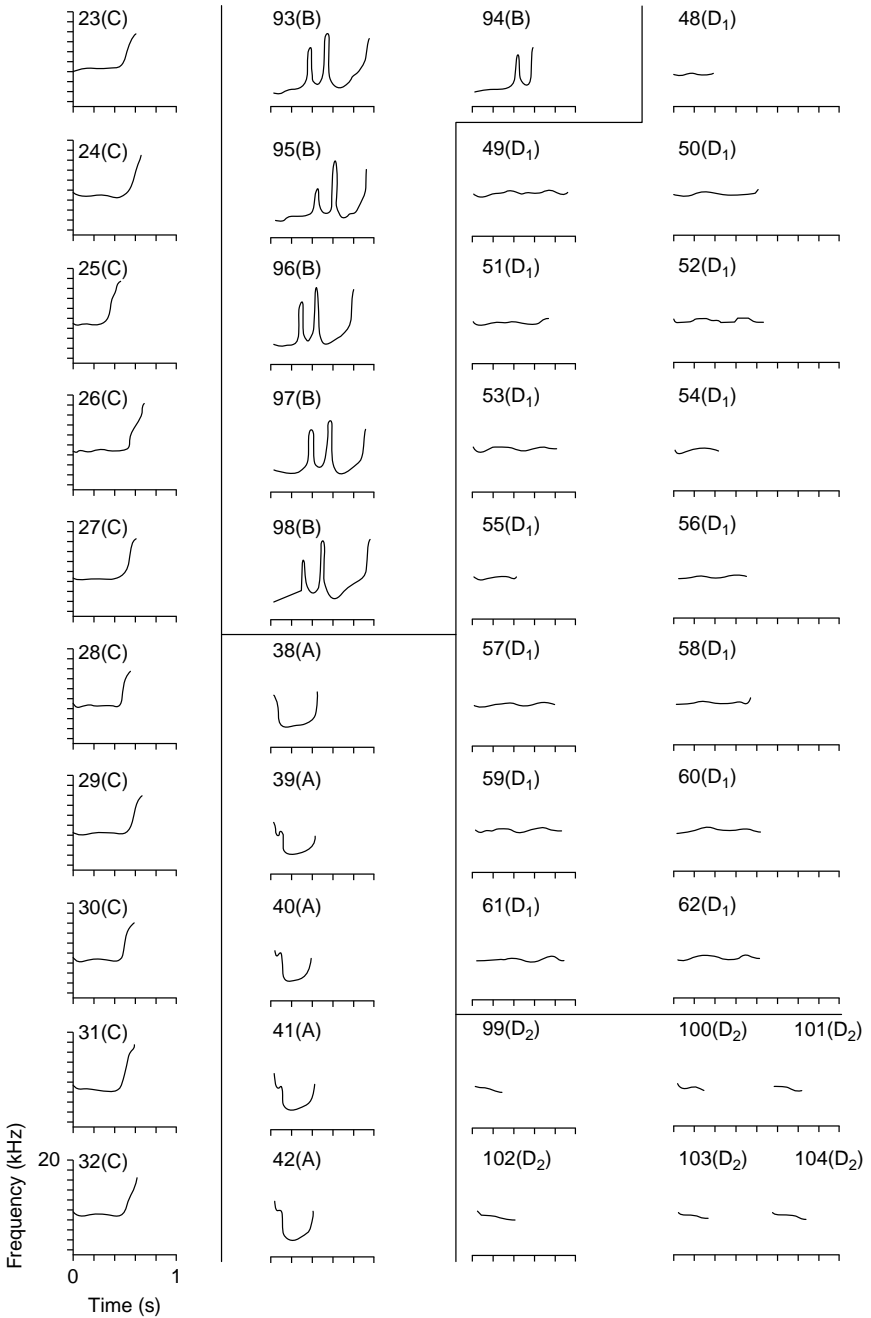 23(C) 93(B) 94(B) 48(D₁)
24(C) 95(B) 49(D₁) 50(D₁)
25(C) 96(B) 51(D₁) 52(D₁)
26(C) 97(B) 53(D₁) 54(D₁)
27(C) 98(B) 55(D₁) 56(D₁)
28(C) 38(A) 57(D₁) 58(D₁)
29(C) 39(A) 59(D₁) 60(D₁)
30(C) 40(A) 61(D₁) 62(D₁)
31(C) 41(A) 99(D₂) 100(D₂) 101(D₂)
20 32(C) 42(A) 102(D₂) 103(D₂) 104(D₂)
Frequency (kHz)
0 1
Time (s)